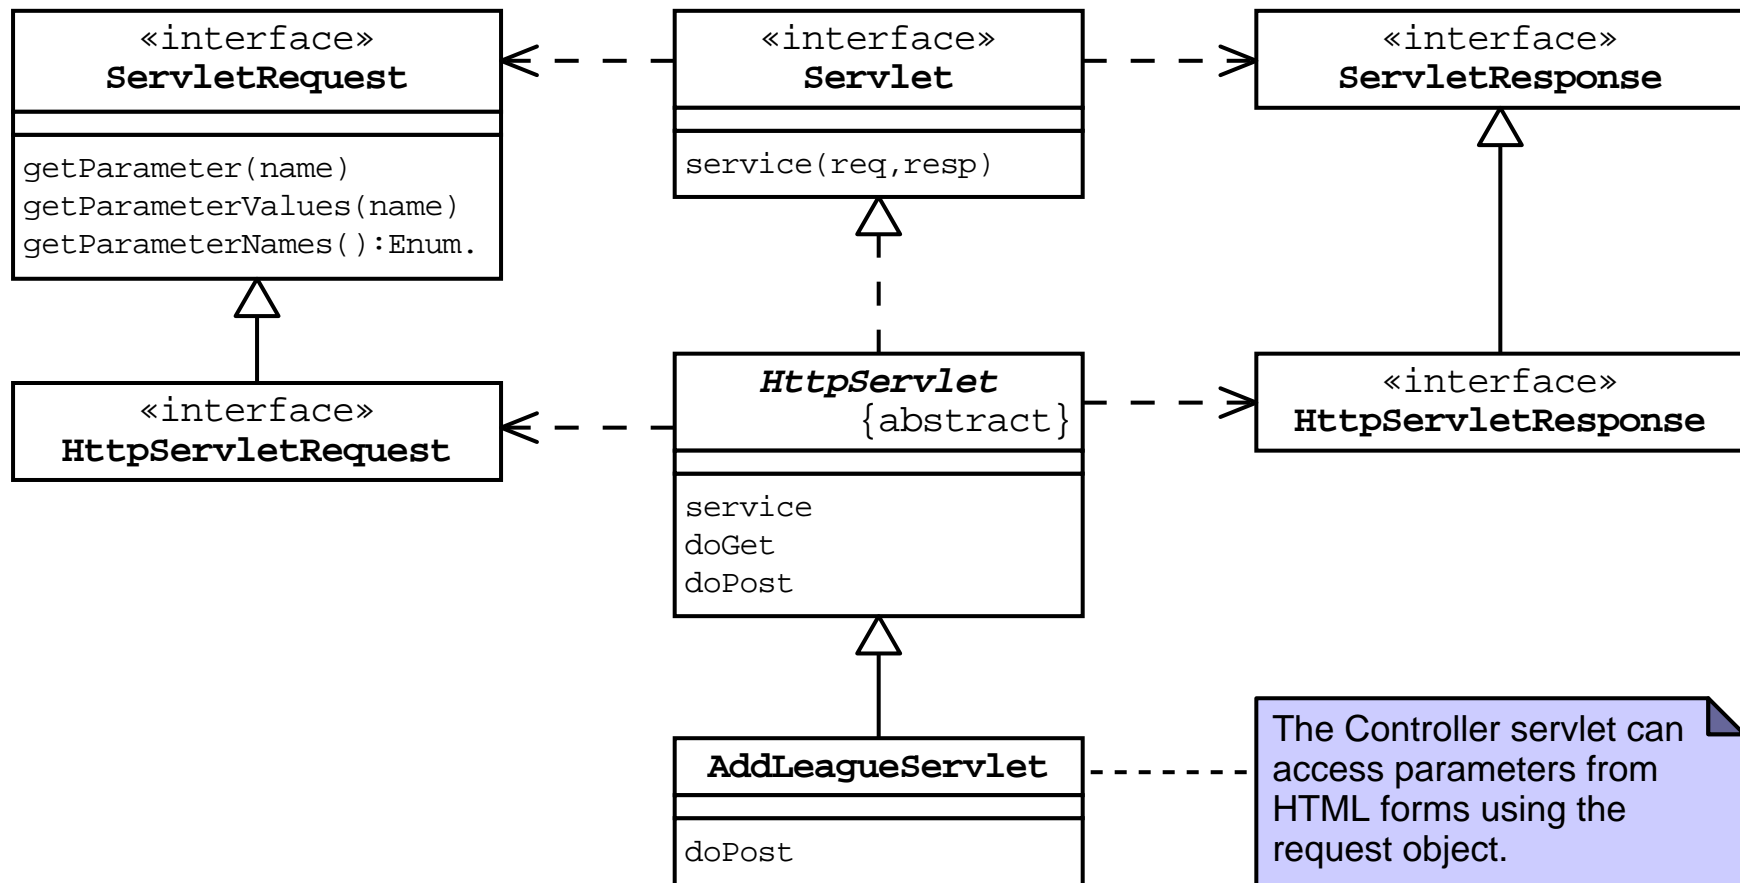 «interface»
ServletRequest
getParameter(name)
getParameterValues(name)
getParameterNames():Enum.
«interface»
Servlet
service(req,resp)
«interface»
ServletResponse
«interface»
HttpServletRequest
HttpServlet
{abstract}
service
doGet
doPost
«interface»
HttpServletResponse
AddLeagueServlet
doPost
The Controller servlet can
access parameters from
HTML forms using the
request object.